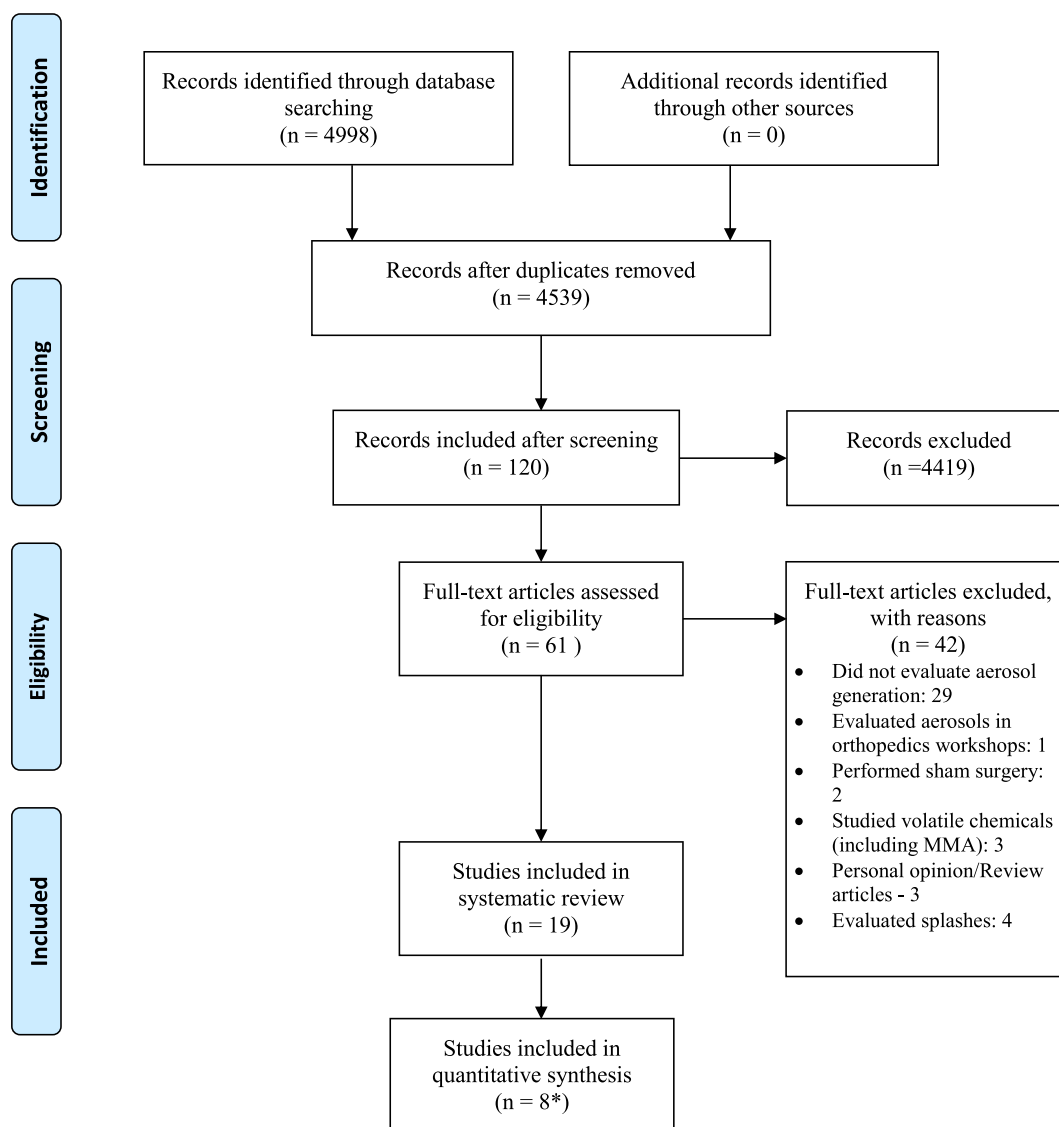 Identification
Records identified through database
searching
(n = 4998)
Additional records identified
through other sources
(n = 0)
Records after duplicates removed
(n = 4539)
Screening
Records included after screening
(n = 120)
Records excluded
(n =4419)
Eligibility
Full-text articles assessed
for eligibility
(n = 61 )
Full-text articles excluded,
with reasons
(n = 42)
• Did not evaluate aerosol
generation: 29
• Evaluated aerosols in
orthopedics workshops: 1
• Performed sham surgery:
2
• Studied volatile chemicals
(including MMA): 3
• Personal opinion/Review
articles - 3
• Evaluated splashes: 4
Included
Studies included in
systematic review
(n = 19)
Studies included in
quantitative synthesis
(n = 8*)